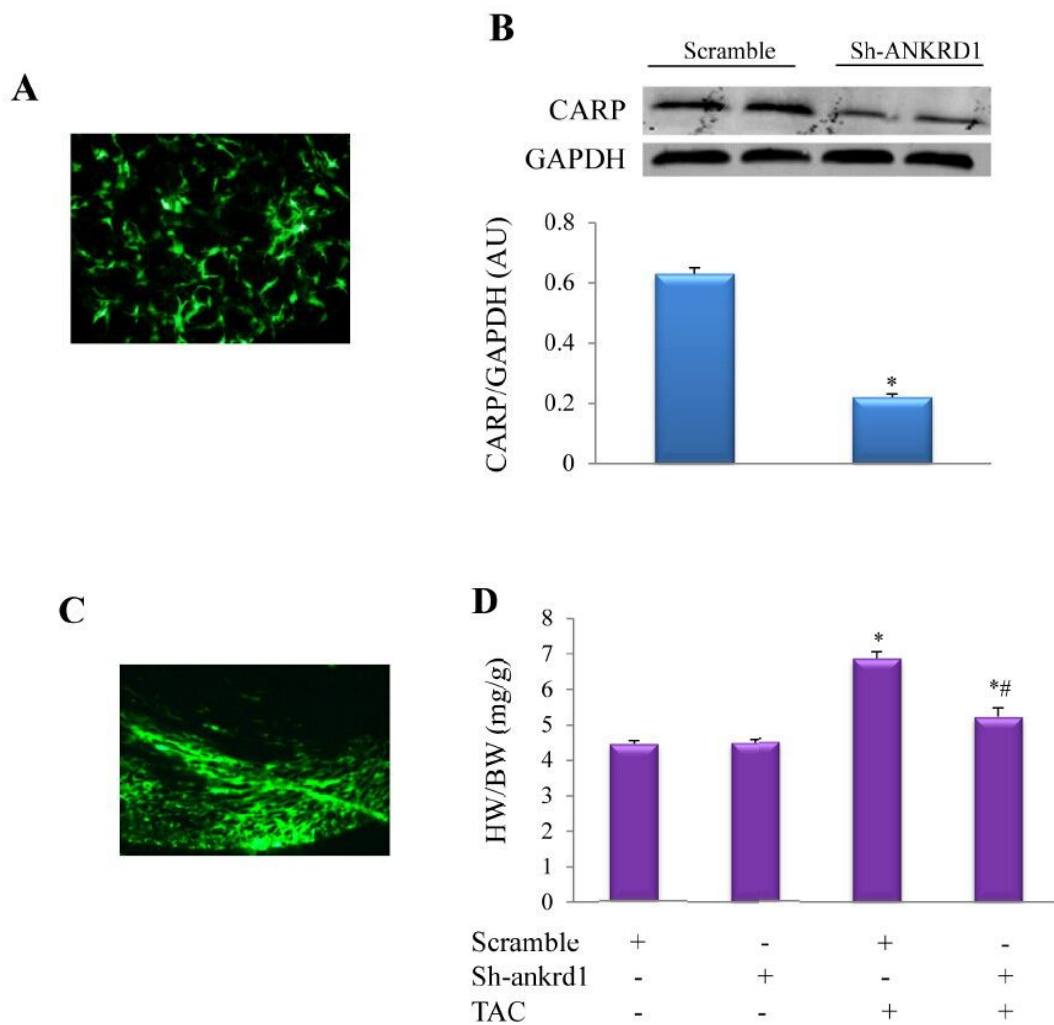 A
B
Scramble Sh-ANKRD1
CARP
GAPDH
CARP/GAPDH (AU)
0.8
0.6
0.4
0.2
0
*
C
D
HW/BW (mg/g)
8
7
6
5
4
3
2
1
0
*
*#
Scramble + - + -
Sh-ankrd1 - + - +
TAC - - + +